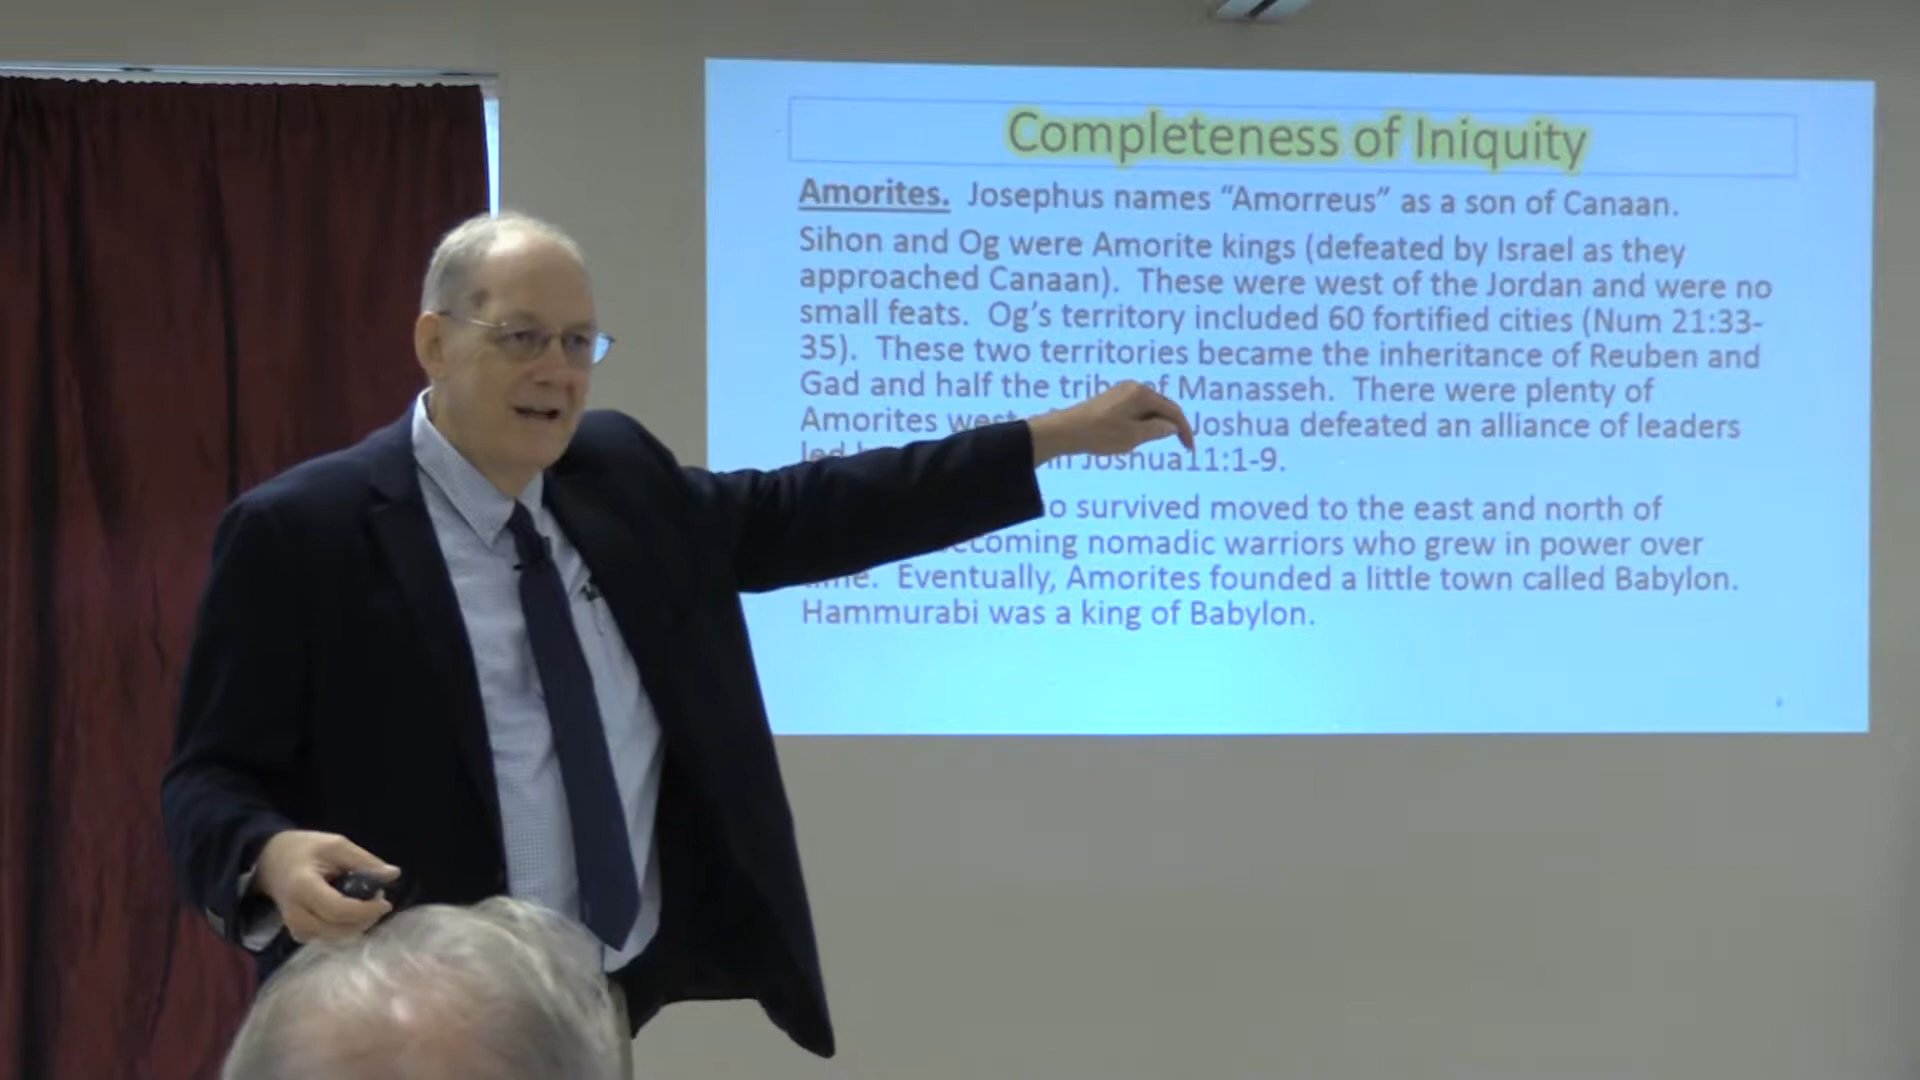 Completeness of Iniquity
Amorites. Josephus names “Amorreus” as a son of Canaan.
Sihon and Og were Amorite kings (defeated by Israel as they
approached Canaan). These were west of the Jordan and were no
small feats. Og’s territory included 60 fortified cities (Num 21:33-
35). These two territories became the inheritance of Reuben and
Gad and half the tribe of Manasseh. There were plenty of
Amorites Joshua defeated an alliance of leaders
in Joshua11:1-9.
survived moved to the east and north of
nomadic warriors who grew in power over
time. Eventually, Amorites founded a little town called Babylon.
Hammurabi was a king of Babylon.